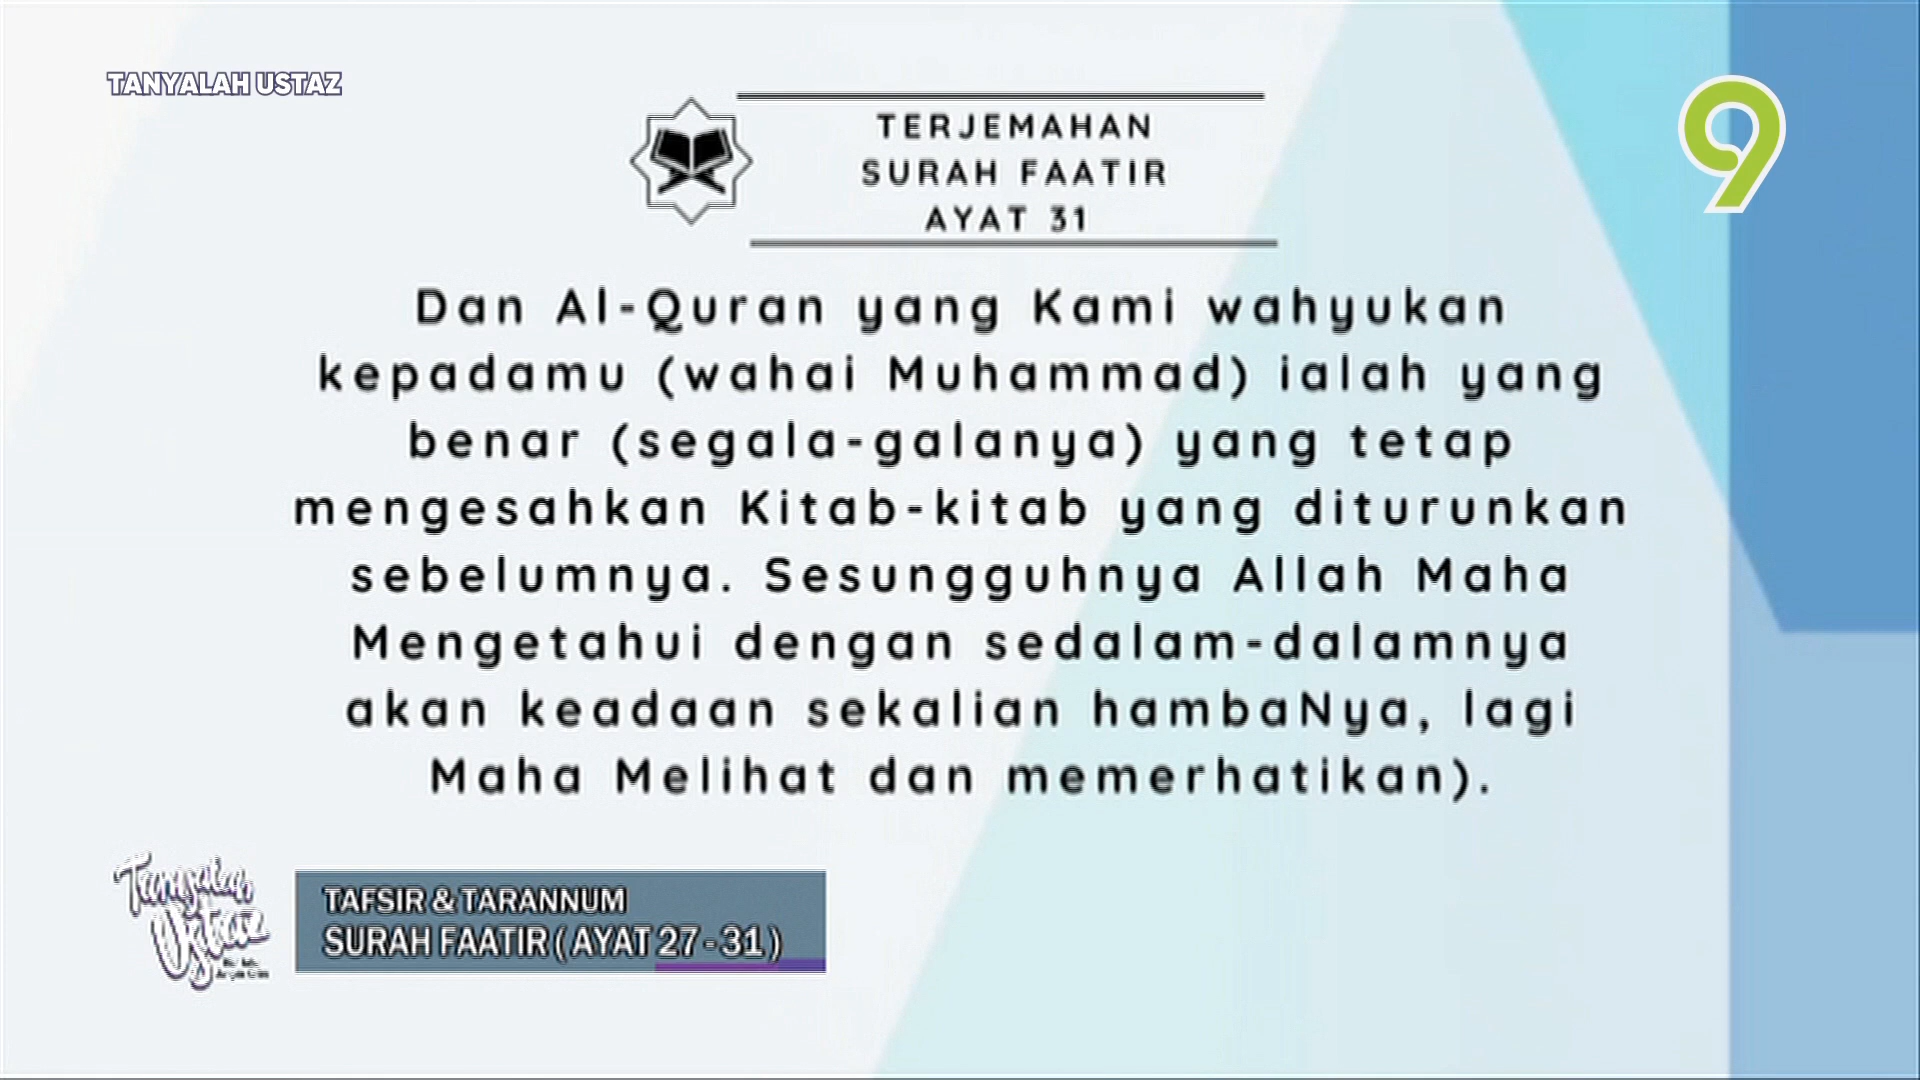 TANYALAH USTAZ
9
TERJEMAHAN
SURAH FAATIR
AYAT 31
Dan Al-Quran yang Kami wahyukan
kepadamu (wahai Muhammad) ialah yang
benar (segala-galanya) yang tetap
mengesahkan Kitab-kitab yang diturunkan
sebelumnya. Sesungguhnya Allah Maha
Mengetahui dengan sedalam-dalamnya
akan keadaan sekalian hambaNya, lagi
Maha Melihat dan memerhatikan).
Tanyalah
Ustaz
TAFSIR & TARANNUM
SURAH FAATIR ( AYAT 27 - 31 )